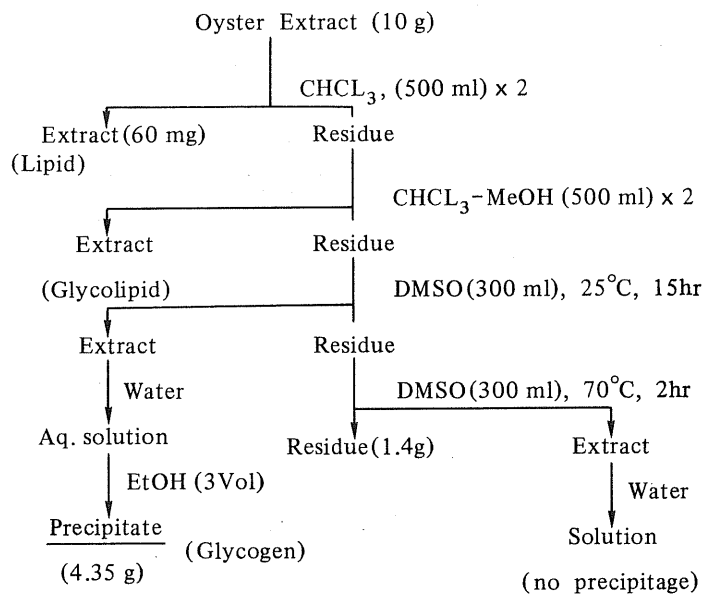 Oyster Extract (10 g)
CHCL₃, (500 ml) × 2
Extract (60 mg)
Residue
(Lipid)
CHCL₃-MeOH (500 ml) × 2
Extract
Residue
(Glycolipid)
DMSO(300 ml), 25°C, 15hr
Extract
Residue
Water
DMSO(300 ml), 70°C, 2hr
Aq. solution
Residue(1.4g)
Extract
EtOH (3Vol)
Water
Precipitate
(Glycogen)
Solution
(4.35 g)
(no precipitage)